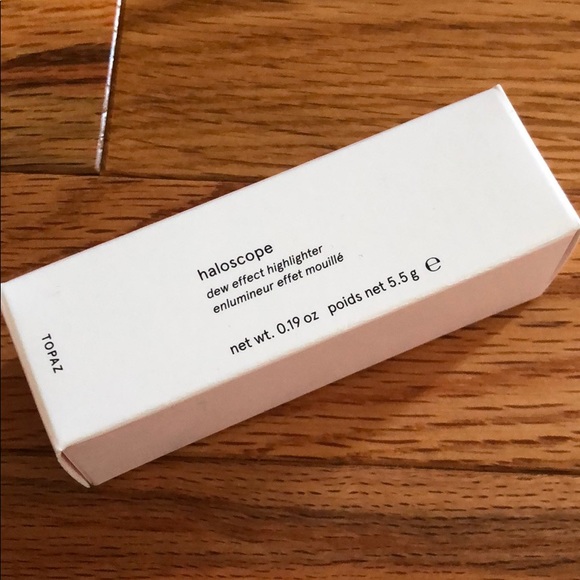 haloscope
dew effect highlighter
enlumineur effet mouillé
net wt. 0.19 oz poids net 5.5 g ℮
TOPAZ